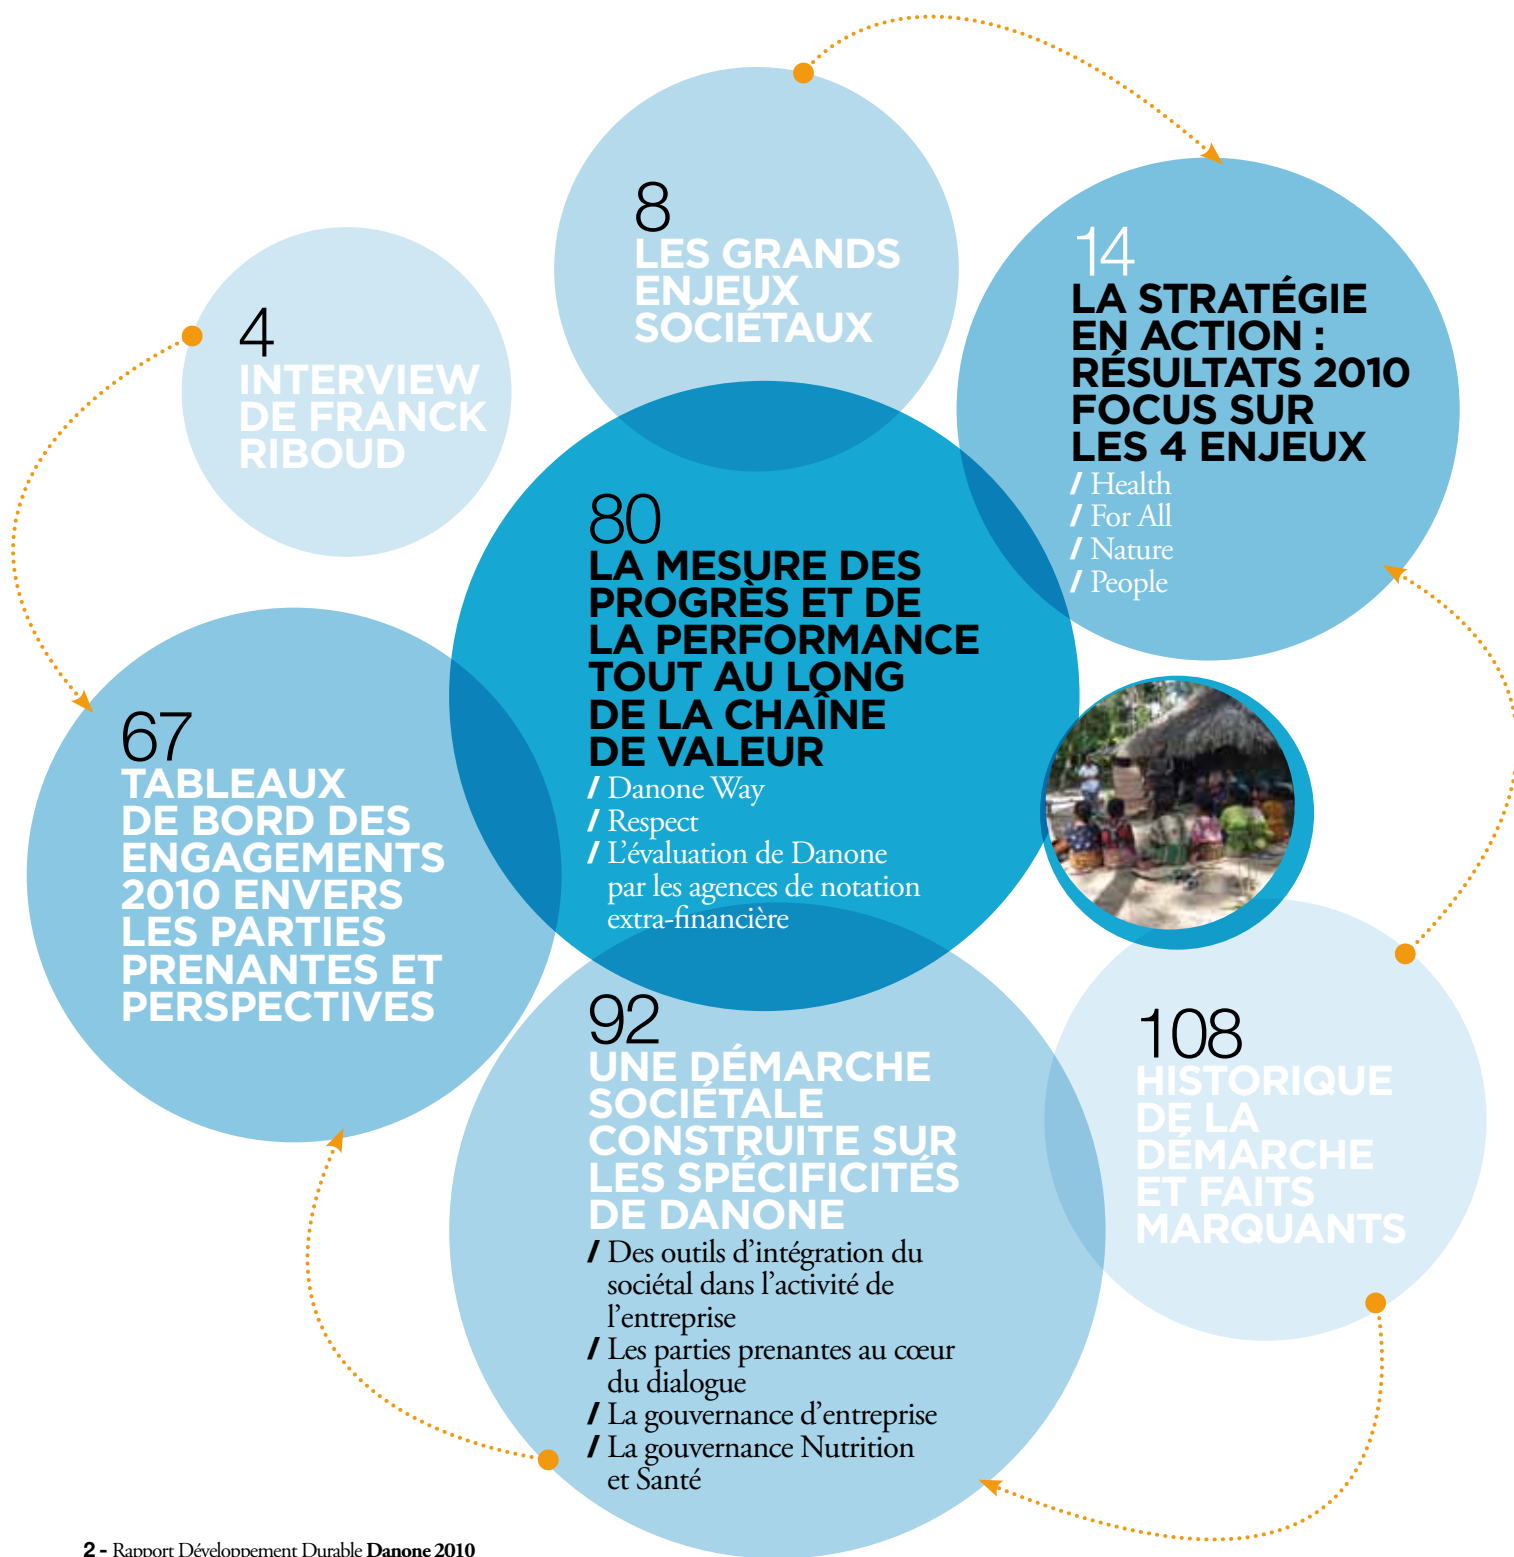 4
INTERVIEW
DE FRANCK
RIBOUD
8
LES GRANDS
ENJEUX
SOCIÉTAUX
14
LA STRATÉGIE
EN ACTION :
RÉSULTATS 2010
FOCUS SUR
LES 4 ENJEUX
/ Health
/ For All
/ Nature
/ People
67
TABLEAUX
DE BORD DES
ENGAGEMENTS
2010 ENVERS
LES PARTIES
PRENANTES ET
PERSPECTIVES
80
LA MESURE DES
PROGRÈS ET DE
LA PERFORMANCE
TOUT AU LONG
DE LA CHAÎNE
DE VALEUR
/ Danone Way
/ Respect
/ L’évaluation de Danone
par les agences de notation
extra-financière
92
UNE DÉMARCHE
SOCIÉTALE
CONSTRUITE SUR
LES SPÉCIFICITÉS
DE DANONE
/ Des outils d’intégration du
sociétal dans l’activité de
l’entreprise
/ Les parties prenantes au cœur
du dialogue
/ La gouvernance d’entreprise
/ La gouvernance Nutrition
et Santé
108
HISTORIQUE
DE LA
DÉMARCHE
ET FAITS
MARQUANTS
2 - Rapport Développement Durable Danone 2010